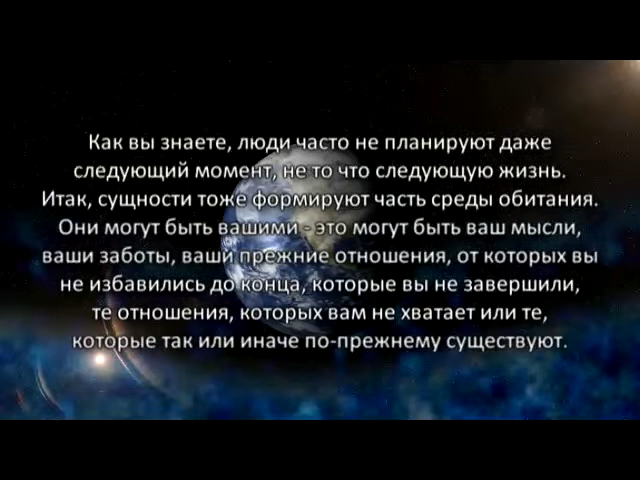 Как вы знаете, люди часто не планируют даже
следующий момент, не то что следующую жизнь.
Итак, сущности тоже формируют часть среды обитания.
Они могут быть вашими - это могут быть ваш мысли,
ваши заботы, ваши прежние отношения, от которых вы
не избавились до конца, которые вы не завершили,
те отношения, которых вам не хватает или те,
которые так или иначе по-прежнему существуют.